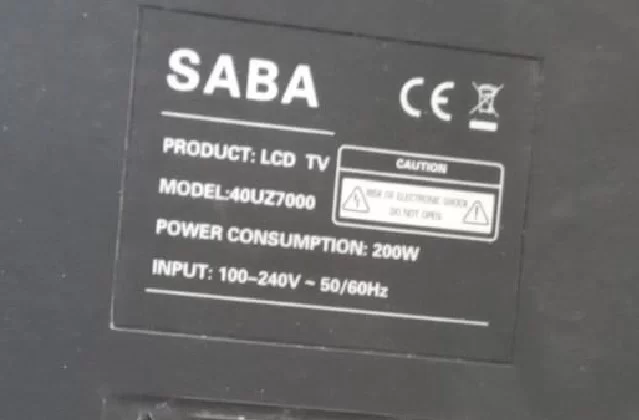 SABA
CE
PRODUCT: LCD TV
CAUTION
RISK OF ELECTRONIC SHOCK
DO NOT OPEN
MODEL:40UZ7000
POWER CONSUMPTION: 200W
INPUT: 100-240V ~ 50/60Hz